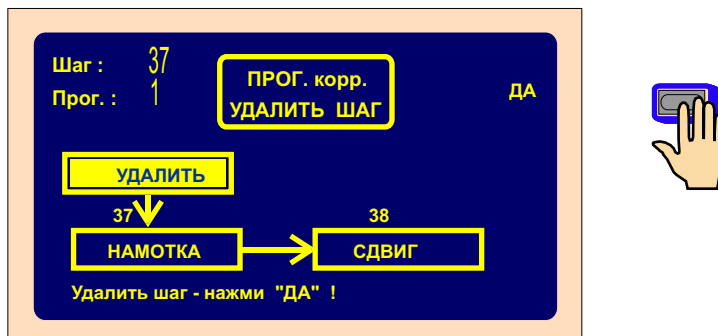 Шаг : 37
Прог. : 1
ПРОГ. корр.
УДАЛИТЬ ШАГ
ДА
УДАЛИТЬ
37
38
НАМОТКА
СДВИГ
Удалить шаг - нажми "ДА" !